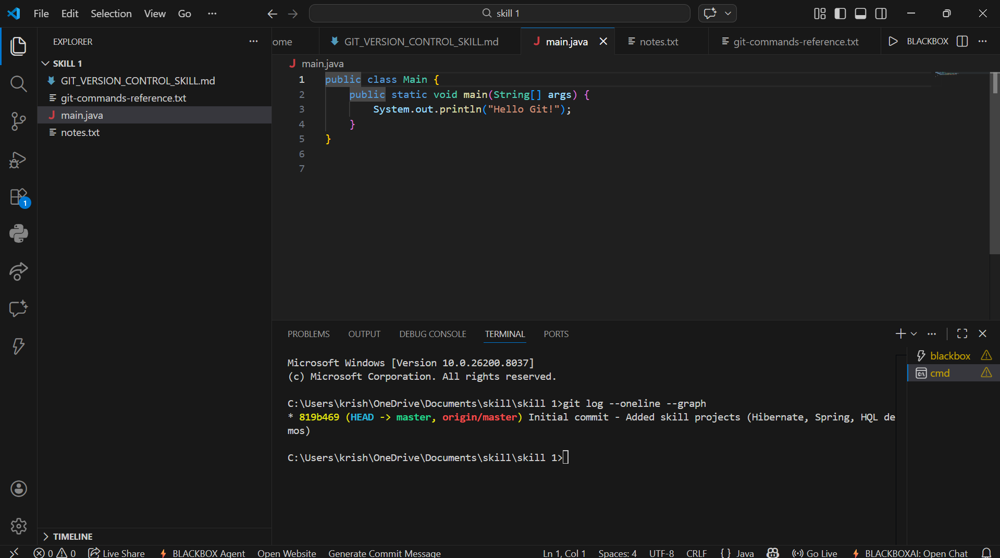 File Edit Selection View Go ···
skill 1
EXPLORER ···
SKILL 1
GIT_VERSION_CONTROL_SKILL.md
git-commands-reference.txt
J main.java
notes.txt
1
TIMELINE
ome GIT_VERSION_CONTROL_SKILL.md J main.java notes.txt git-commands-reference.txt BLACKBOX ···
J main.java
1 public class Main {
2 public static void main(String[] args) {
3 System.out.println("Hello Git!");
4 }
5 }
6
7
PROBLEMS OUTPUT DEBUG CONSOLE TERMINAL PORTS
Microsoft Windows [Version 10.0.26200.8037]
(c) Microsoft Corporation. All rights reserved.
C:\Users\krish\OneDrive\Documents\skill\skill 1>git log --oneline --graph
* 819b469 (HEAD -> master, origin/master) Initial commit - Added skill projects (Hibernate, Spring, HQL de
mos)
C:\Users\krish\OneDrive\Documents\skill\skill 1>
blackbox
cmd
0 0 Live Share BLACKBOX Agent Open Website Generate Commit Message Ln 1, Col 1 Spaces: 4 UTF-8 CRLF { } Java Go Live BLACKBOXAI: Open Chat